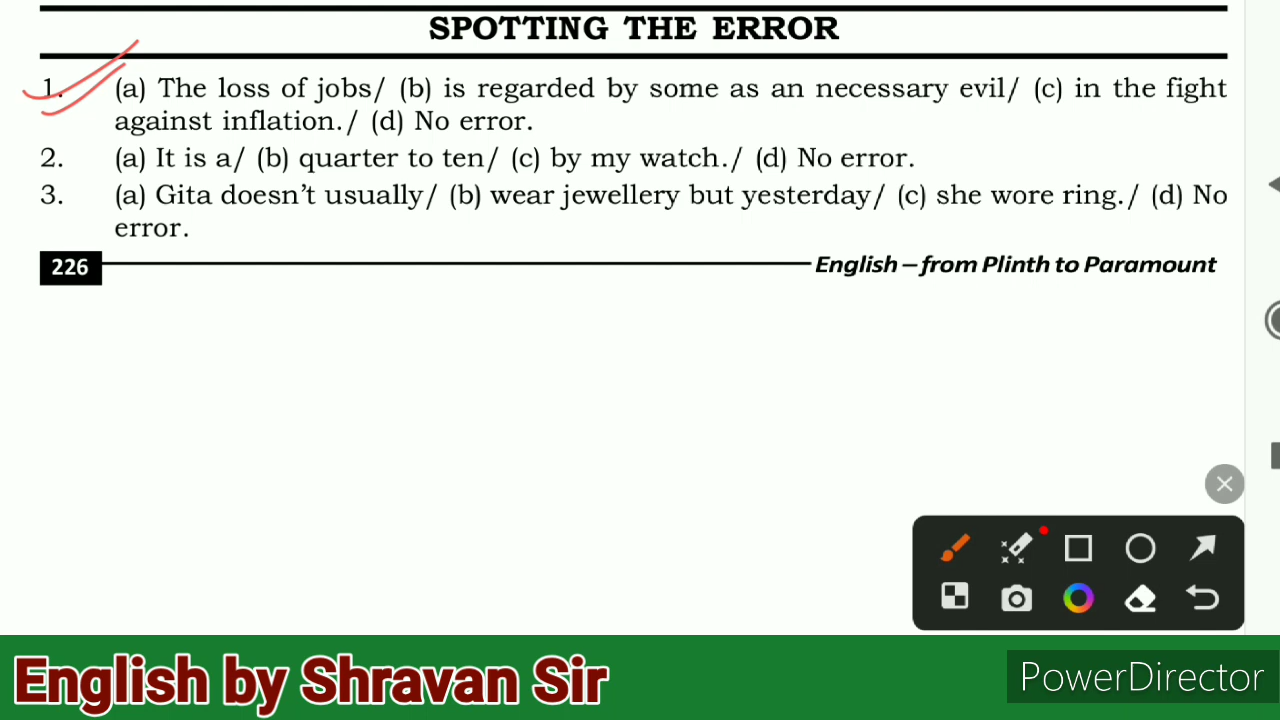 SPOTTING THE ERROR
1. (a) The loss of jobs/ (b) is regarded by some as an necessary evil/ (c) in the fight
against inflation./ (d) No error.
2. (a) It is a/ (b) quarter to ten/ (c) by my watch./ (d) No error.
3. (a) Gita doesn’t usually/ (b) wear jewellery but yesterday/ (c) she wore ring./ (d) No
error.
226 English – from Plinth to Paramount
English by Shravan Sir
PowerDirector